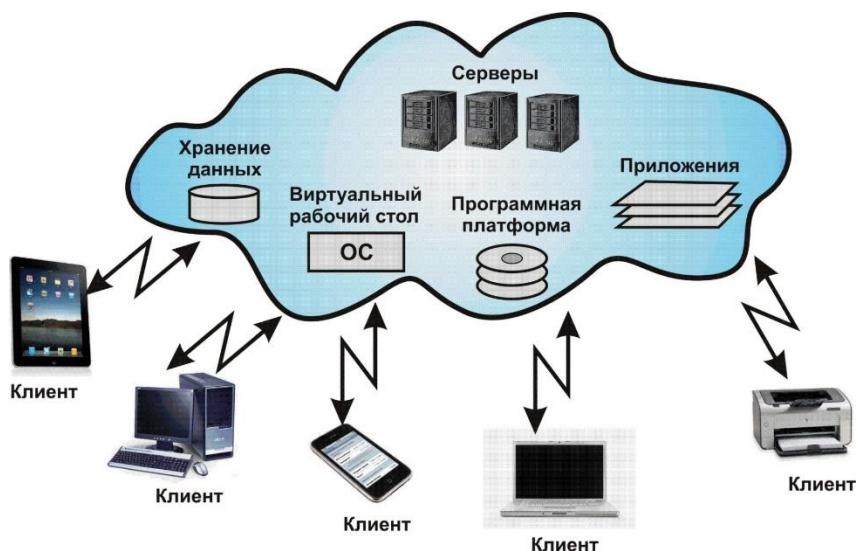 Серверы
Хранение
данных
Виртуальный
рабочий стол
ОС
Программная
платформа
Приложения
Клиент
Клиент
Клиент
Клиент
Клиент